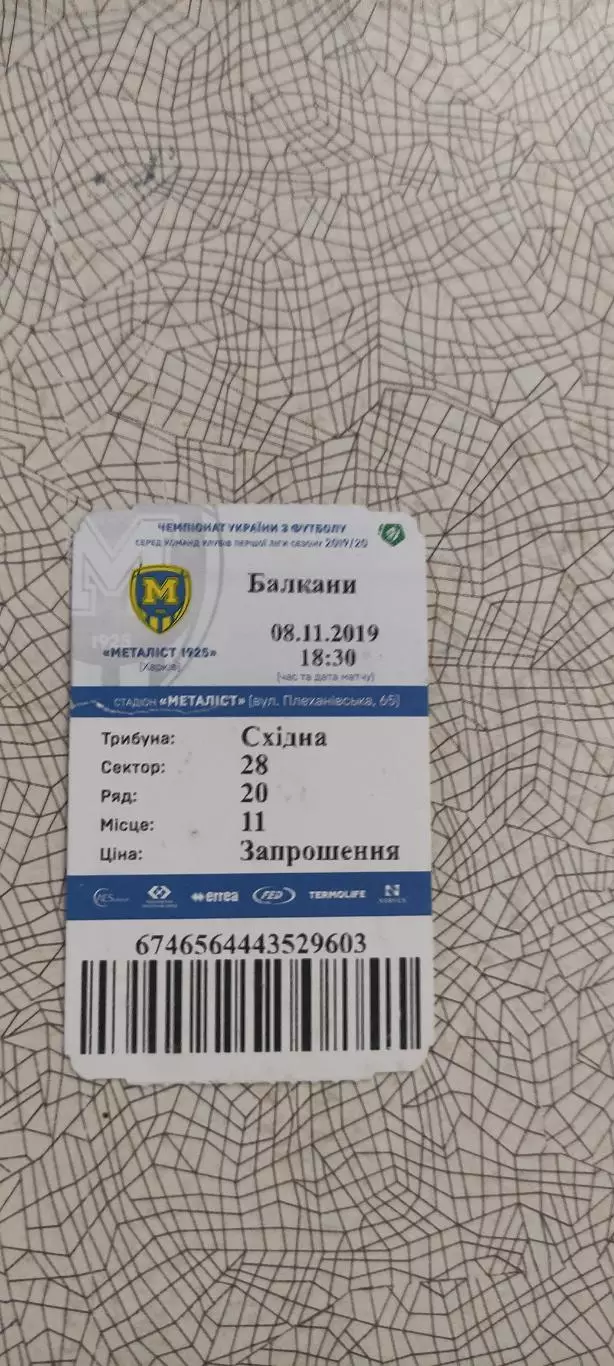 ЧЕМПІОНАТ УКРАЇНИ З ФУТБОЛУ
СЕРЕД КОМАНД КЛУБІВ ПЕРШОЇ ЛІГИ СЕЗОНУ 2019/20
M
1925
Балкани
«МЕТАЛІСТ 1925»
(Харків)
08.11.2019
18:30
(час та дата матчу)
СТАДІОН «МЕТАЛІСТ» (вул. Плеханівська, 65)
Трибуна: Східна
Сектор: 28
Ряд: 20
Місце: 11
Ціна: Запрошення
errea FED TERMOLIFE
6746564443529603